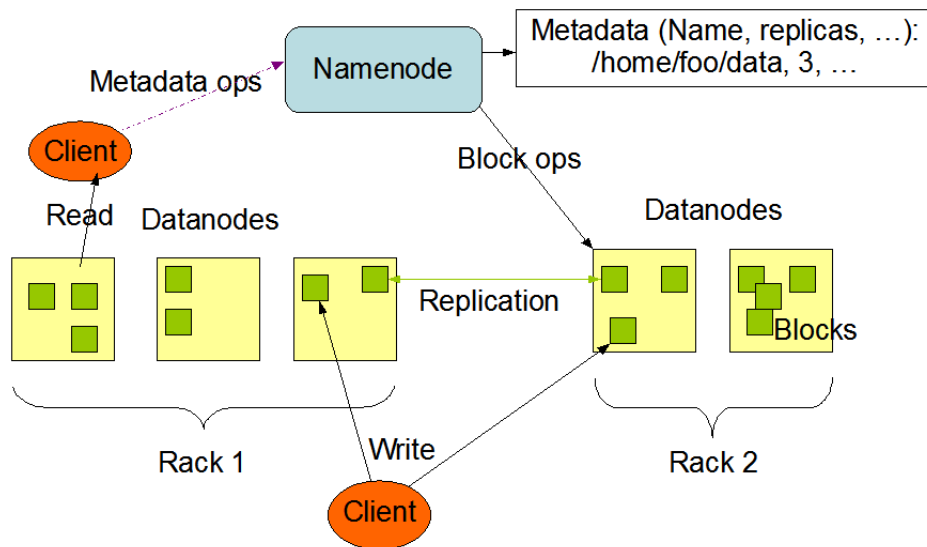 Metadata (Name, replicas, …):
/home/foo/data, 3, …
Namenode
Metadata ops
Client
Block ops
Read
Datanodes
Datanodes
Replication
Blocks
Rack 1
Write
Rack 2
Client